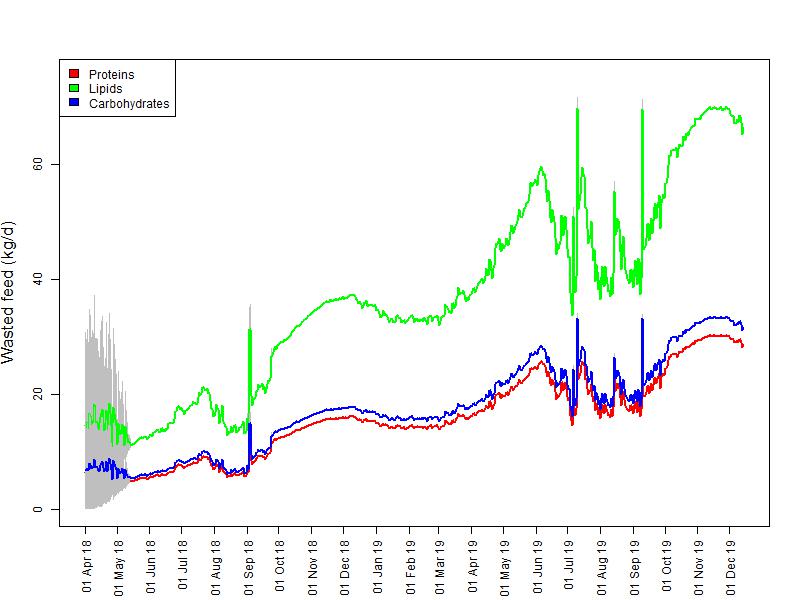 Proteins
Lipids
Carbohydrates
Wasted feed (kg/d)
60
40
20
0
01 Apr 18
01 May 18
01 Jun 18
01 Jul 18
01 Aug 18
01 Sep 18
01 Oct 18
01 Nov 18
01 Dec 18
01 Jan 19
01 Feb 19
01 Mar 19
01 Apr 19
01 May 19
01 Jun 19
01 Jul 19
01 Aug 19
01 Sep 19
01 Oct 19
01 Nov 19
01 Dec 19